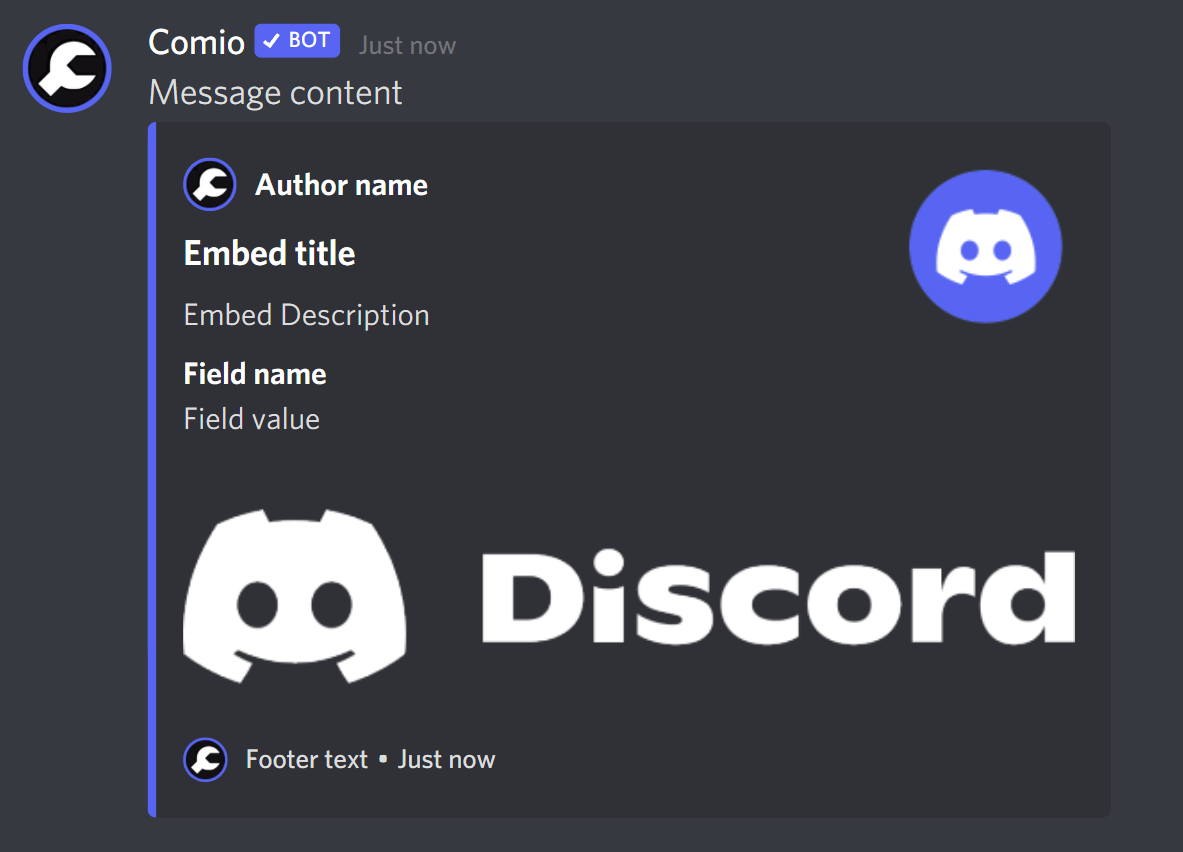 Comio BOT Just now
Message content
Author name
Embed title
Embed Description
Field name
Field value
Discord
Footer text • Just now